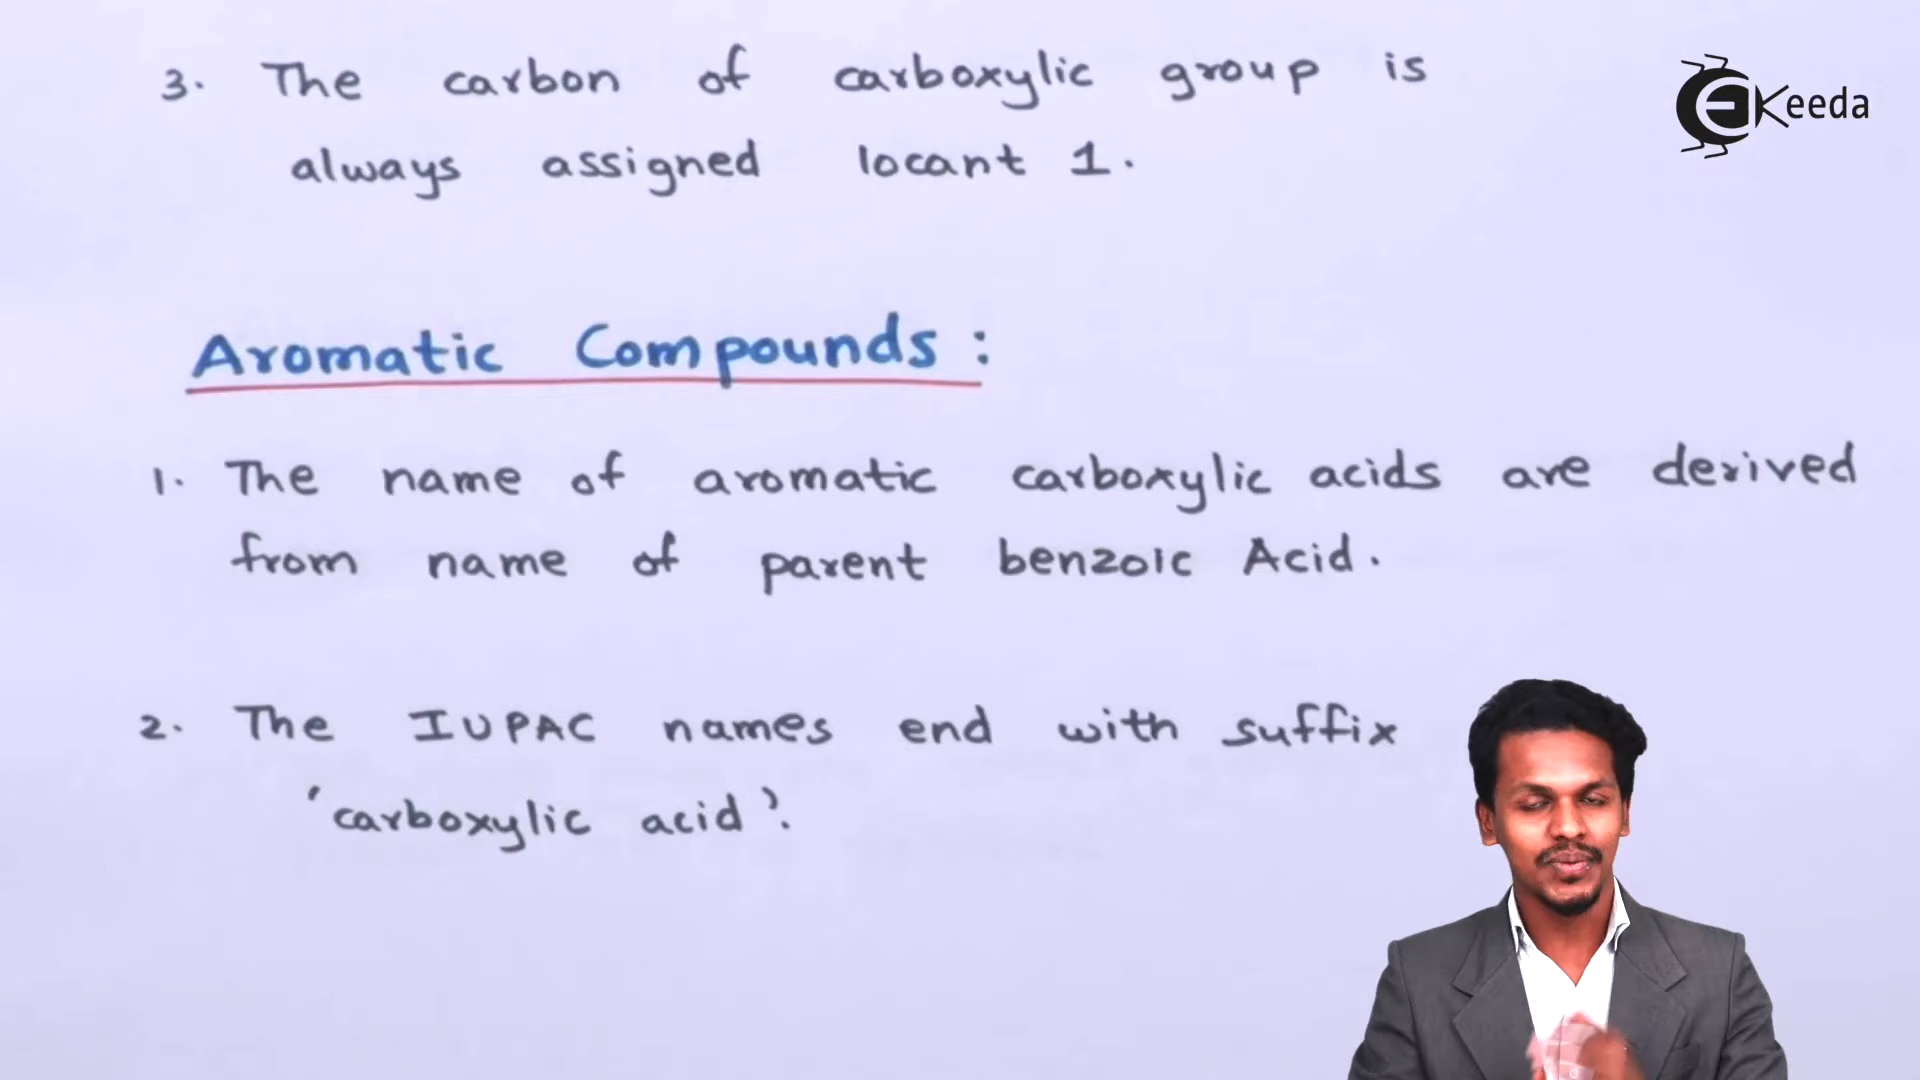 3. The carbon of carboxylic group is
always assigned locant 1.
Keeda
Aromatic Compounds :
1. The name of aromatic carboxylic acids are derived
from name of parent benzoic Acid.
2. The IUPAC names end with suffix
'carboxylic acid'.